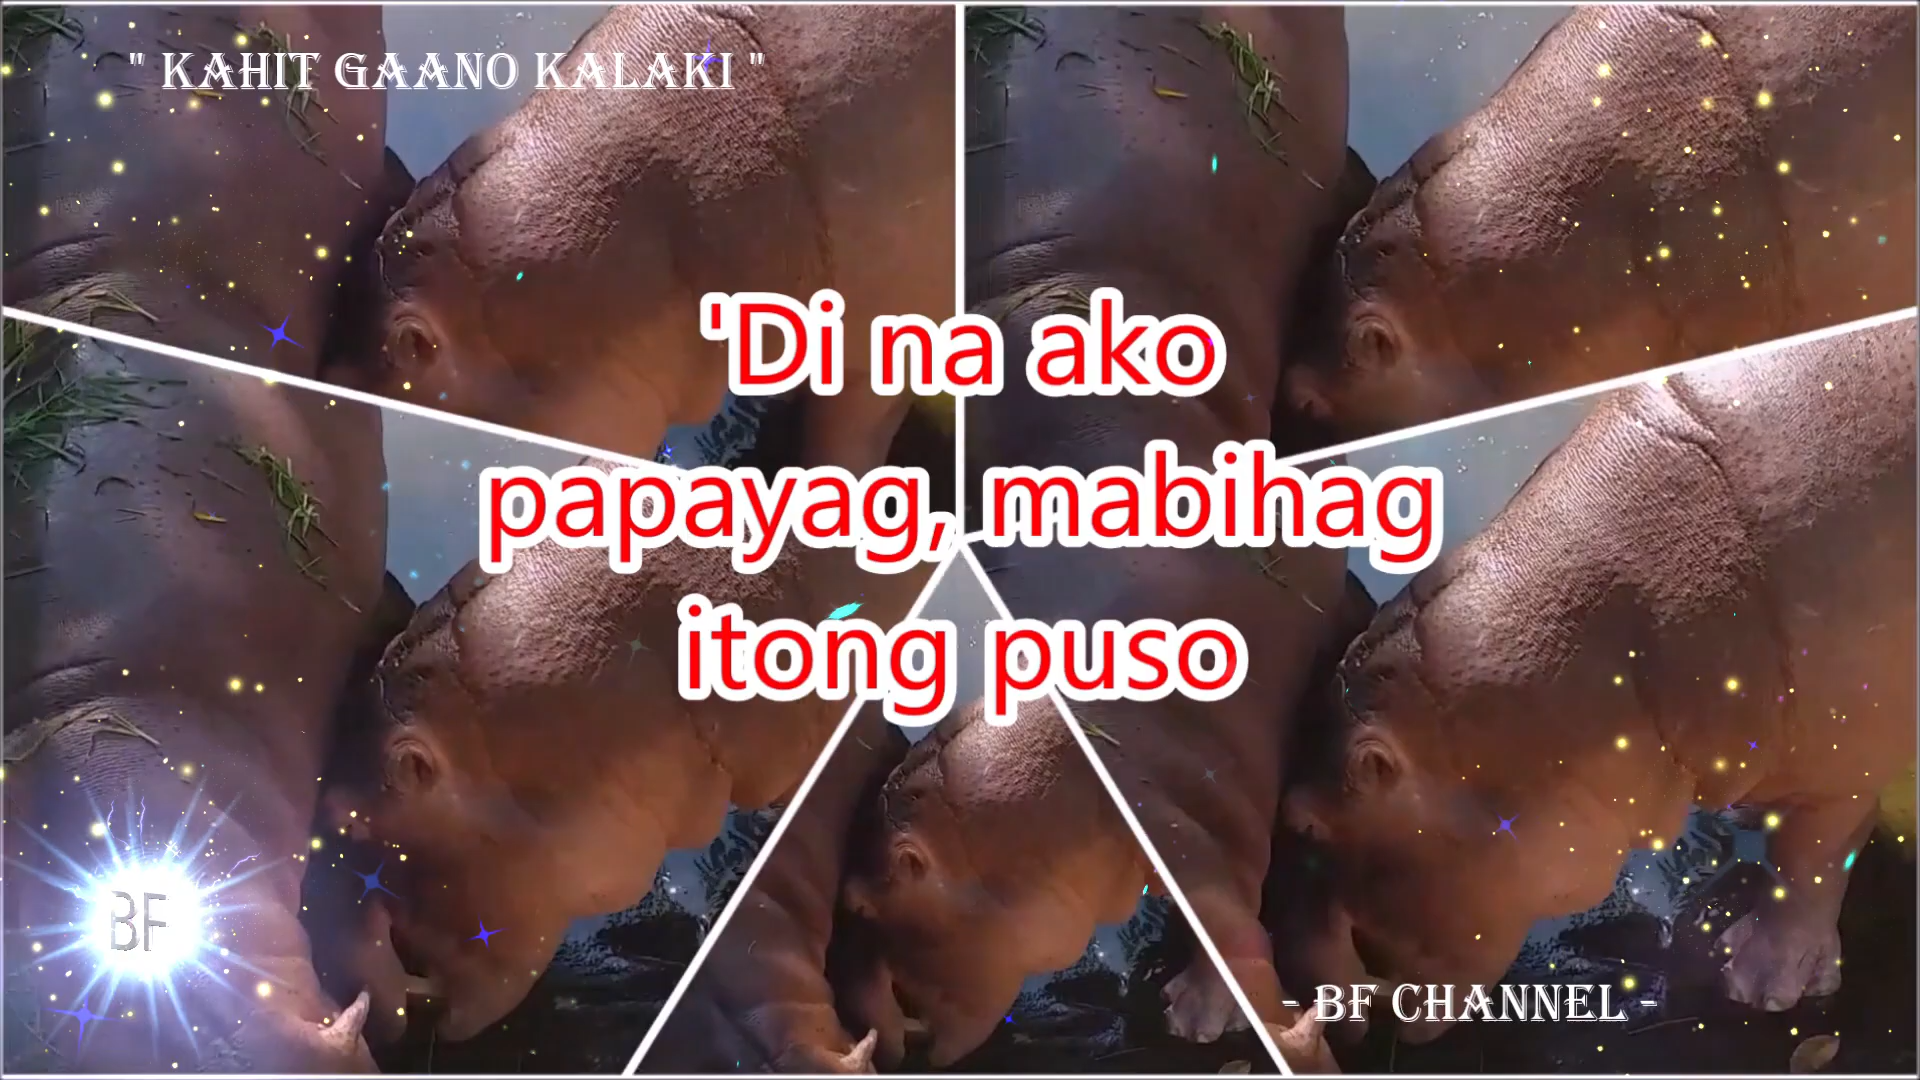 " KAHIT GAANO KALAKI "
'Di na ako
papayag, mabihag
itong puso
BF
- BF CHANNEL -